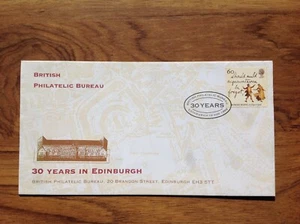 BRITISH
PHILATELIC BUREAU
30 YEARS
30 YEARS IN EDINBURGH
BRITISH PHILATELIC BUREAU, 20 BRANDON STREET, EDINBURGH EH3 5TT